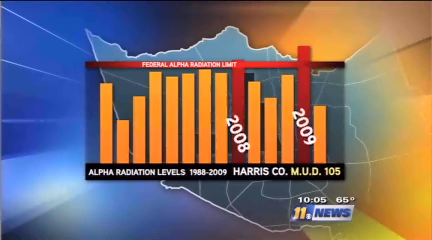 FEDERAL ALPHA RADIATION LIMIT
2008
2009
ALPHA RADIATION LEVELS 1988-2009 HARRIS CO. M.U.D. 105
10:05 65°
11 NEWS